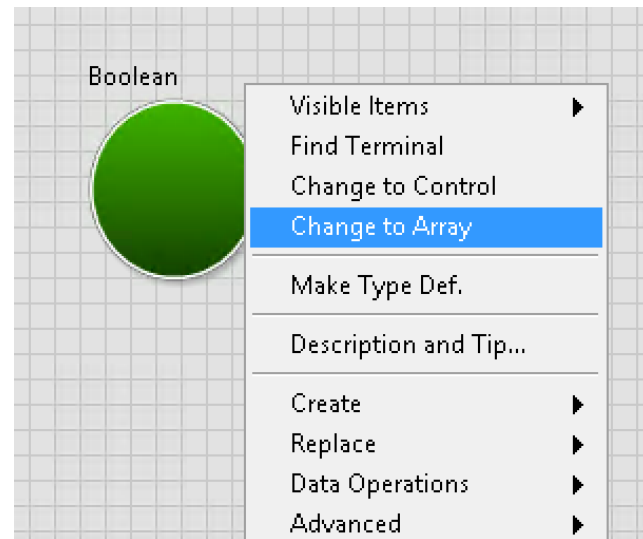 Boolean
Visible Items
Find Terminal
Change to Control
Change to Array
Make Type Def.
Description and Tip...
Create
Replace
Data Operations
Advanced